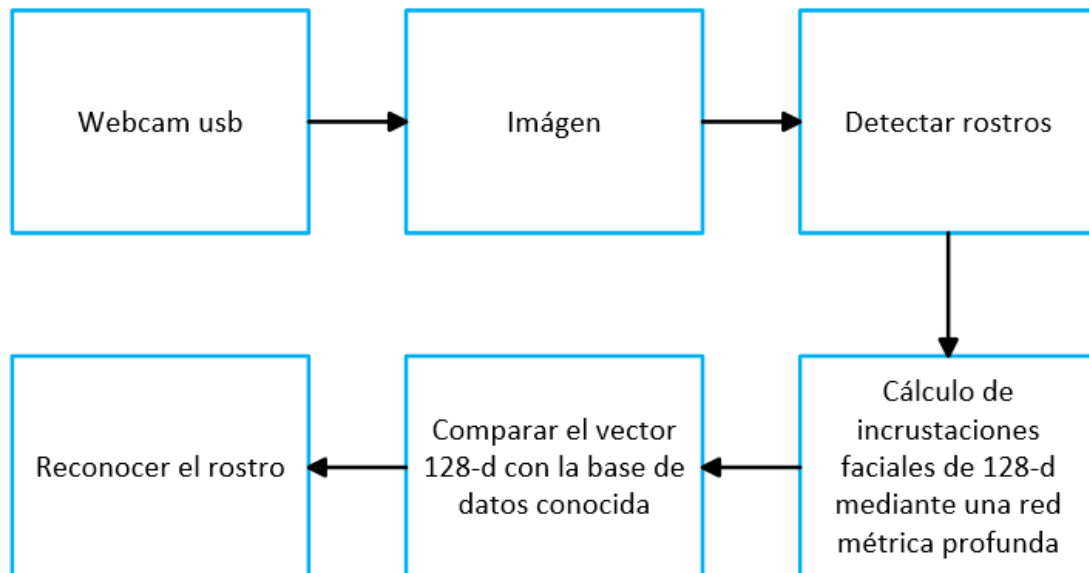 Webcam usb
Imágen
Detectar rostros
Cálculo de
incrustaciones
faciales de 128-d
mediante una red
métrica profunda
Comparar el vector
128-d con la base de
datos conocida
Reconocer el rostro